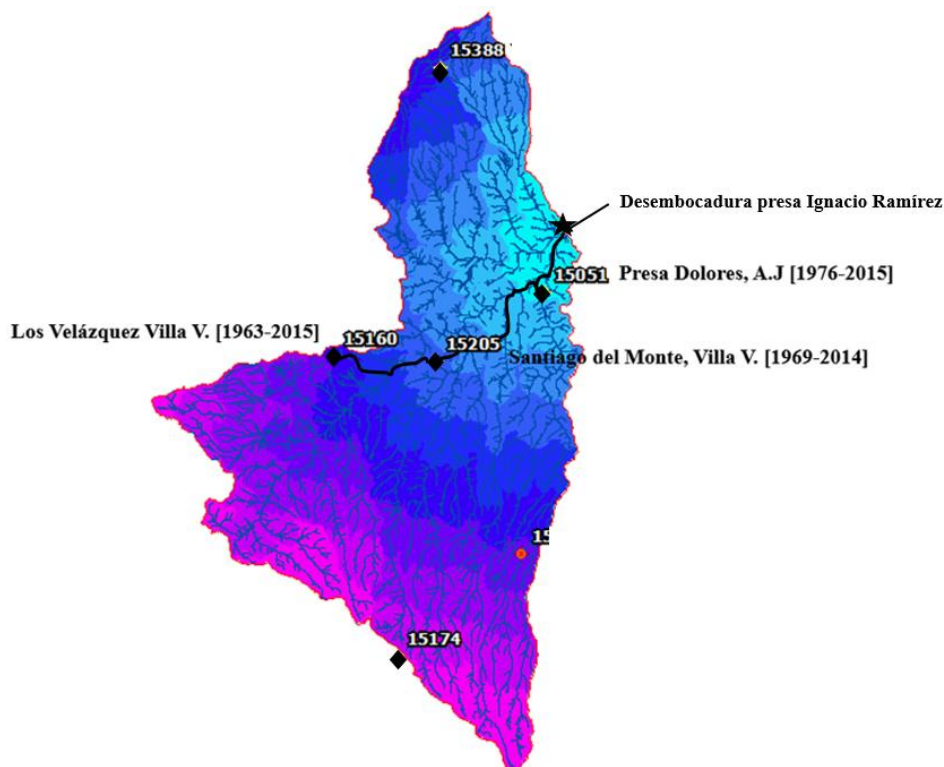 15388
Desembocadura presa Ignacio Ramírez
15051
Presa Dolores, A.J [1976-2015]
Los Velázquez Villa V. [1963-2015]
15160
15205
Santiago del Monte, Villa V. [1969-2014]
15174